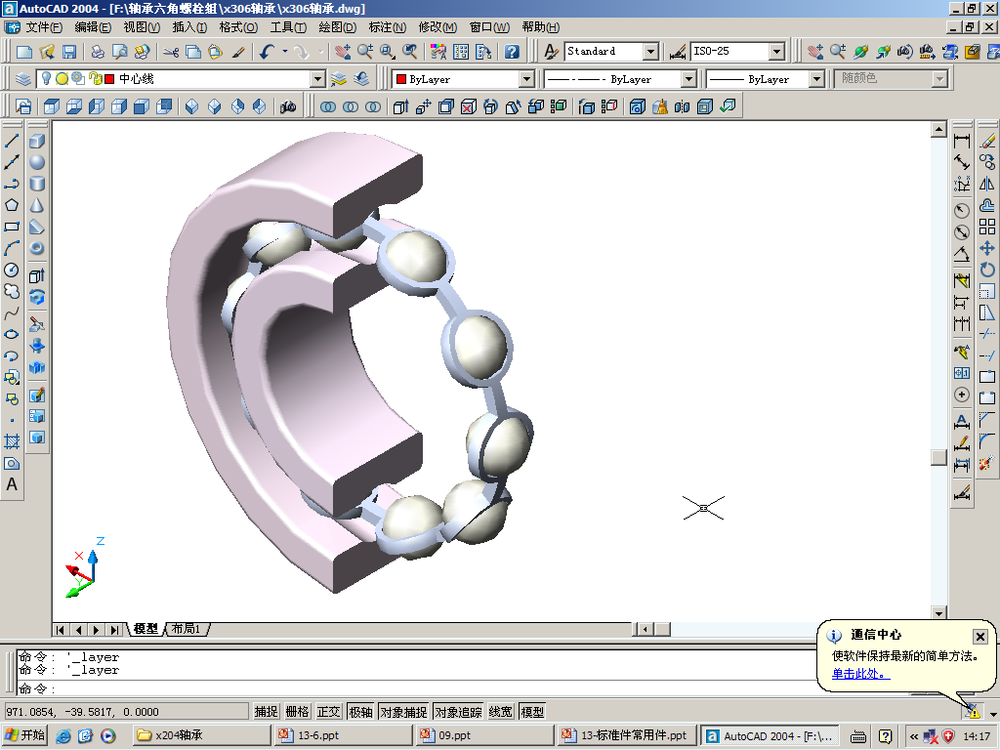 AutoCAD 2004 - [F:\轴承六角螺栓组\x306轴承\x306轴承.dwg]
文件(F) 编辑(E) 视图(V) 插入(I) 格式(O) 工具(T) 绘图(D) 标注(N) 修改(M) 窗口(W) 帮助(H)
Standard ISO-25
中心线 ByLayer ByLayer ByLayer 随颜色
A
A
Z
X
Y
模型 布局1
命令: '_layer
命令: '_layer
命令:
通信中心
使软件保持最新的简单方法。
单击此处。
971.0854, -39.5817, 0.0000 捕捉 栅格 正交 极轴 对象捕捉 对象追踪 线宽 模型
开始 x204轴承 13-6.ppt 09.ppt 13-标准件常用件.ppt AutoCAD 2004 - [F:\... « 14:17